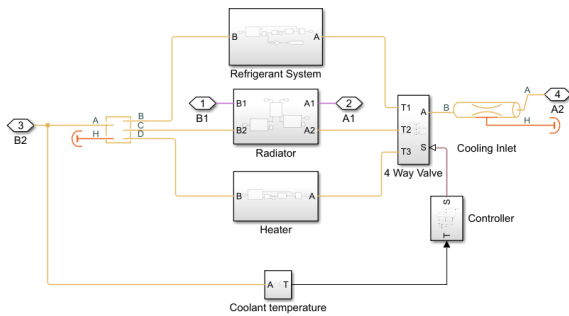 B
A
Refrigerant System
B
C
D
A
H
3
B2
1
B1
B1
A1
B2
A2
Radiator
2
A1
T1
T2
T3
A
S
4 Way Valve
B
Cooling Inlet
A
H
4
A2
B
A
Heater
S
T
Controller
A
T
Coolant temperature